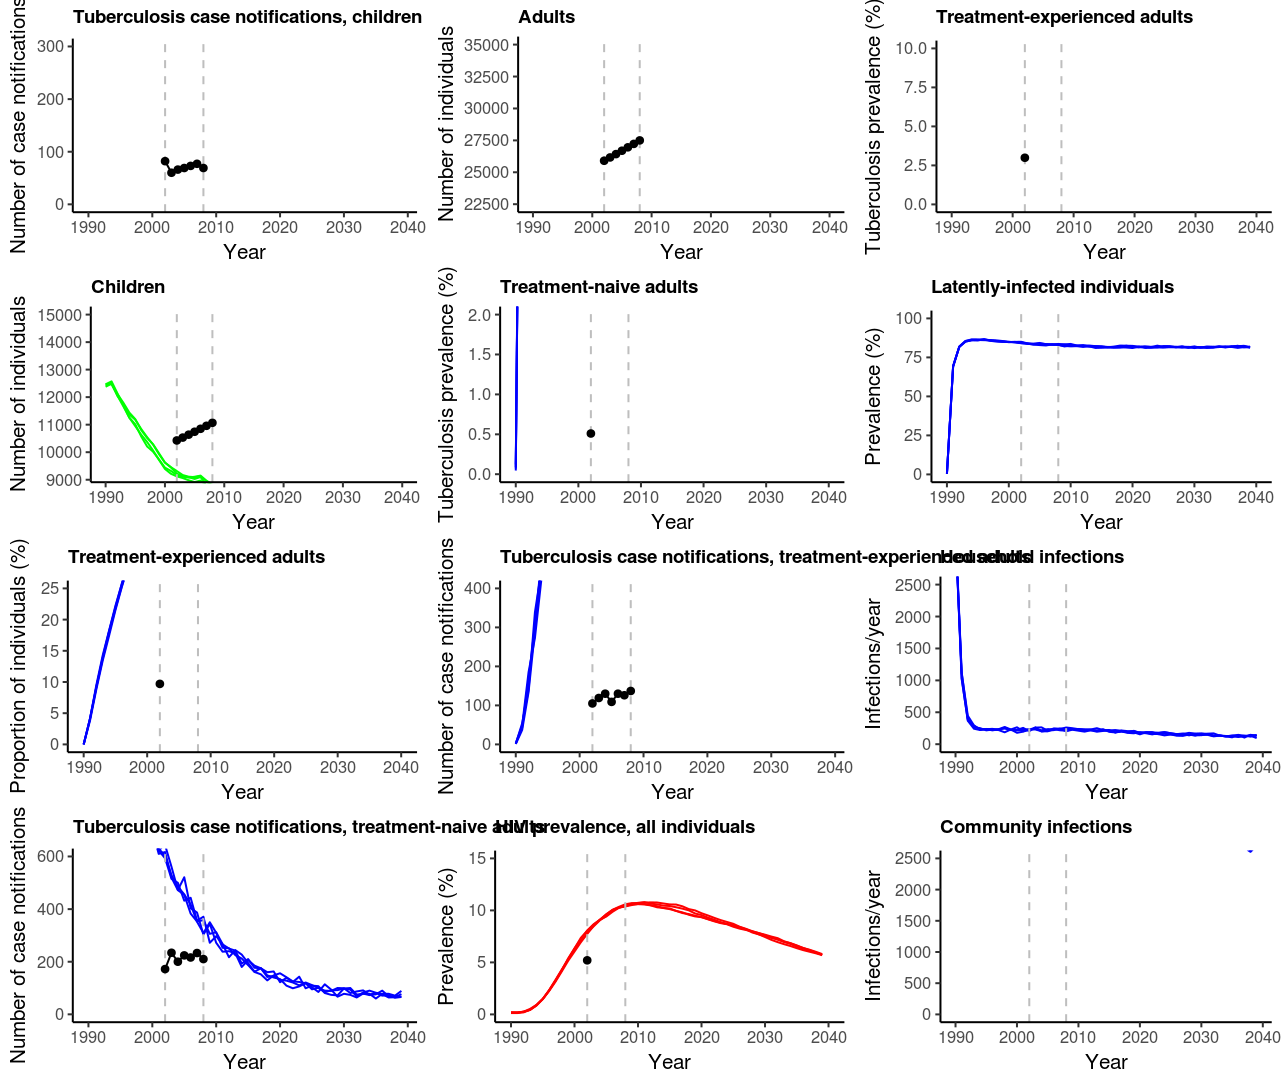 Tuberculosis case notifications, children
Number of case notifications
300
200
100
0
1990 2000 2010 2020 2030 2040
Year
Adults
Number of individuals
35000
32500
30000
27500
25000
22500
1990 2000 2010 2020 2030 2040
Year
Treatment-experienced adults
Tuberculosis prevalence (%)
10.0
7.5
5.0
2.5
0.0
1990 2000 2010 2020 2030 2040
Year
Children
Number of individuals
15000
14000
13000
12000
11000
10000
9000
1990 2000 2010 2020 2030 2040
Year
Treatment-naive adults
Tuberculosis prevalence (%)
2.0
1.5
1.0
0.5
0.0
1990 2000 2010 2020 2030 2040
Year
Latently-infected individuals
Prevalence (%)
100
75
50
25
0
1990 2000 2010 2020 2030 2040
Year
Treatment-experienced adults
Proportion of individuals (%)
25
20
15
10
5
0
1990 2000 2010 2020 2030 2040
Year
Tuberculosis case notifications, treatment-experienced adults
Number of case notifications
400
300
200
100
0
1990 2000 2010 2020 2030 2040
Year
Household infections
Infections/year
2500
2000
1500
1000
500
0
1990 2000 2010 2020 2030 2040
Year
Tuberculosis case notifications, treatment-naive adults
Number of case notifications
600
400
200
0
1990 2000 2010 2020 2030 2040
Year
HIV prevalence, all individuals
Prevalence (%)
15
10
5
0
1990 2000 2010 2020 2030 2040
Year
Community infections
Infections/year
2500
2000
1500
1000
500
0
1990 2000 2010 2020 2030 2040
Year